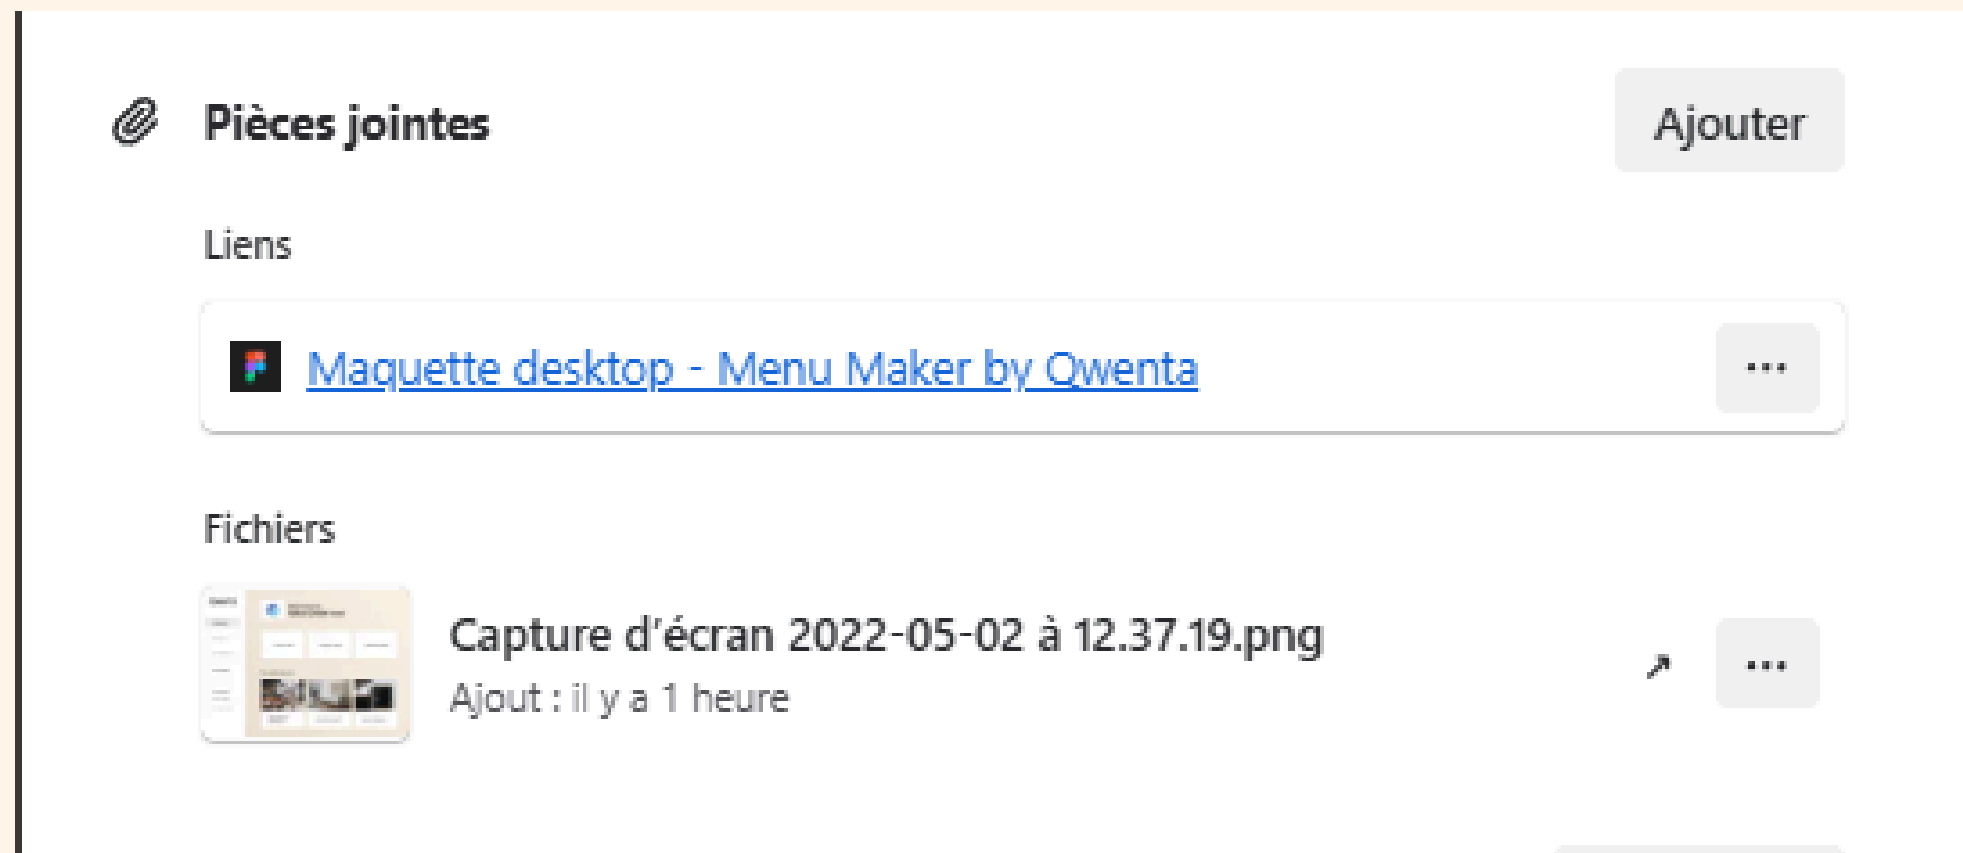 Pièces jointes
Ajouter
Liens
Maquette desktop - Menu Maker by Qwenta
Fichiers
Capture d'écran 2022-05-02 à 12.37.19.png
Ajout : il y a 1 heure